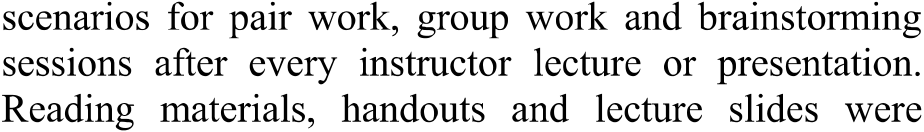 scenarios for pair work, group work and brainstorming
sessions after every instructor lecture or presentation.
Reading materials, handouts and lecture slides were